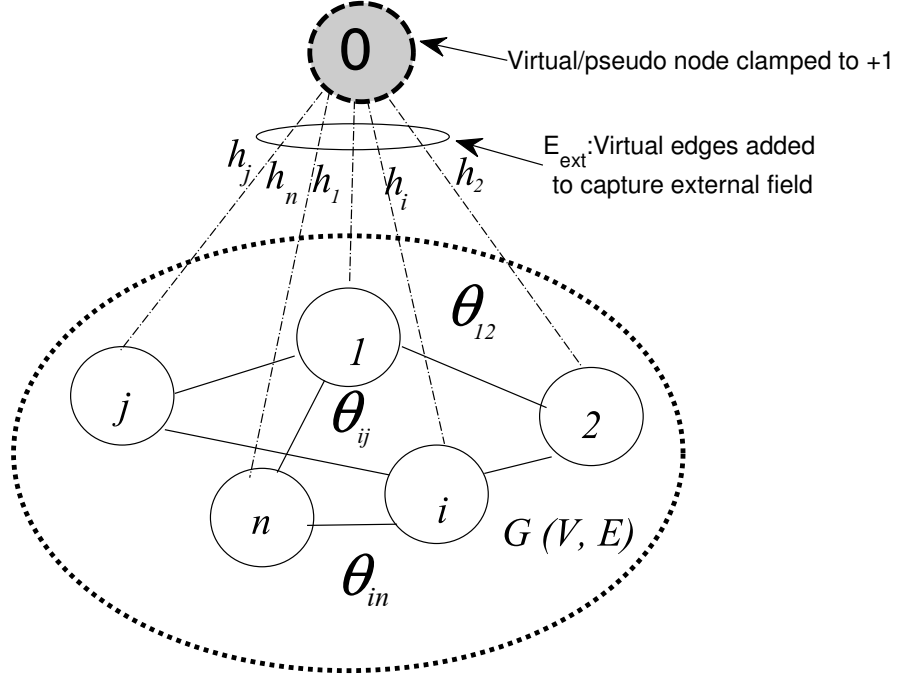 0
Virtual/pseudo node clamped to +1
E_ext:Virtual edges added
to capture external field
h_j
h_n
h_1
h_i
h_2
θ_12
1
j
θ_ij
2
n
i
G (V, E)
θ_in